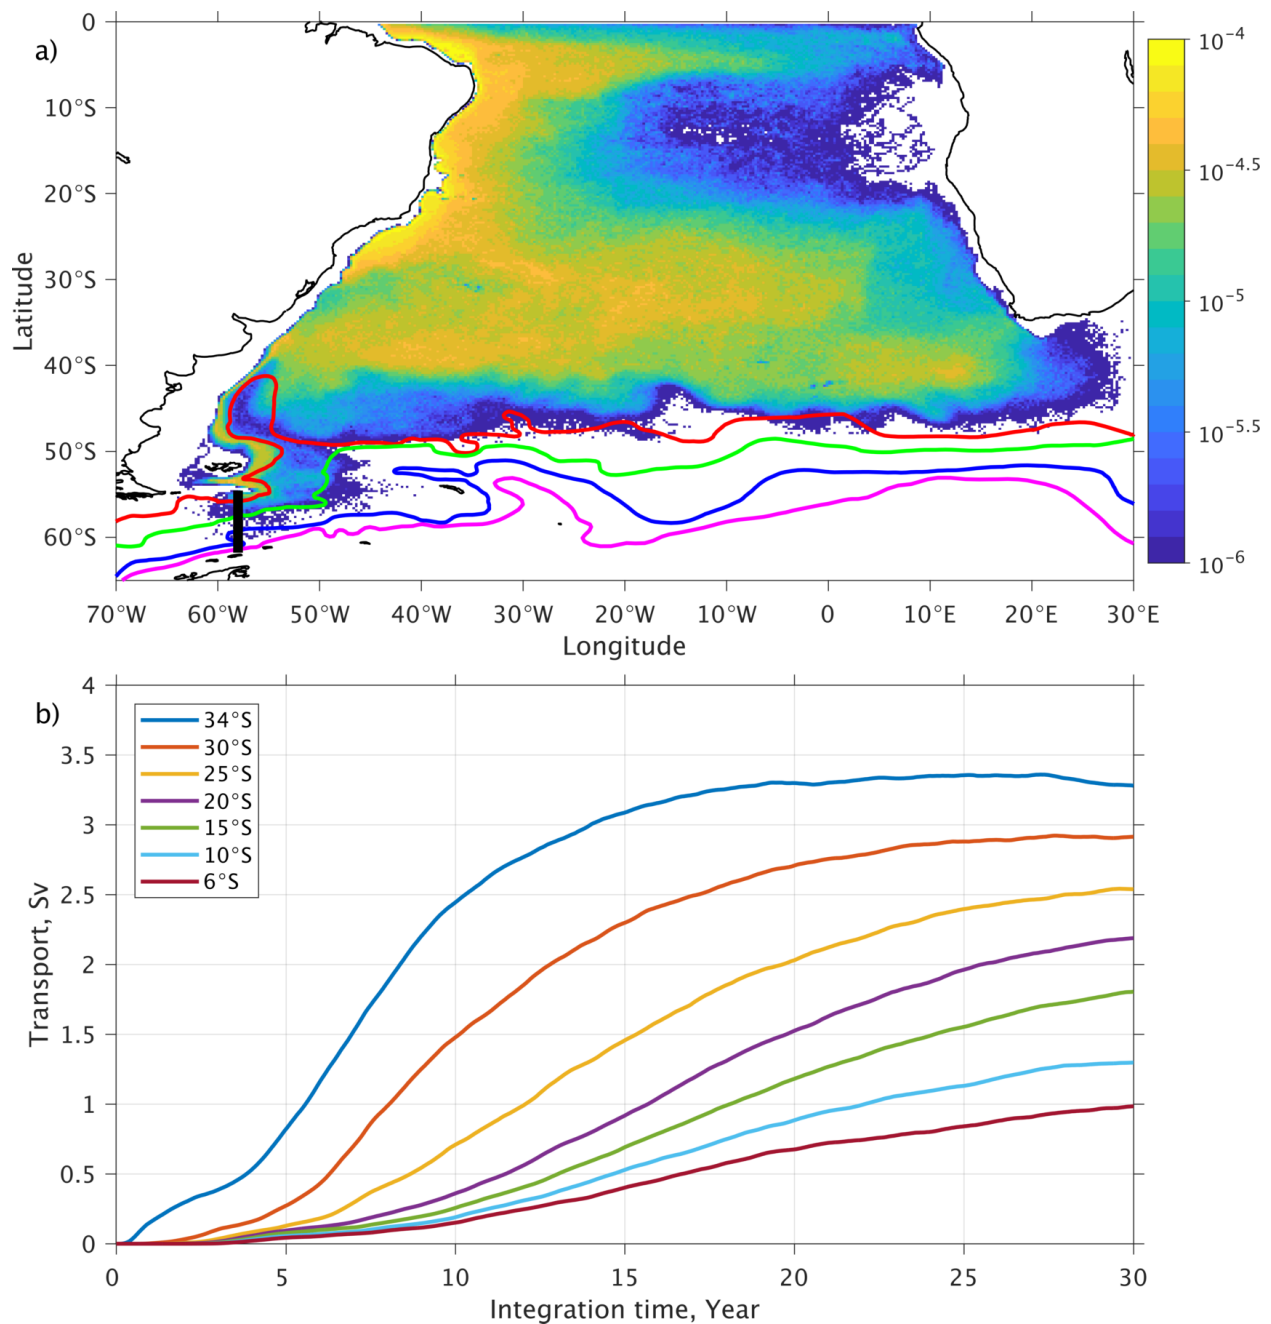 a)
0
10°S
20°S
30°S
40°S
50°S
60°S
Latitude
70°W 60°W 50°W 40°W 30°W 20°W 10°W 0 10°E 20°E 30°E
Longitude
10⁻⁴
10⁻⁴·⁵
10⁻⁵
10⁻⁵·⁵
10⁻⁶
b)
4
3.5
3
2.5
2
1.5
1
0.5
0
Transport, Sv
34°S
30°S
25°S
20°S
15°S
10°S
6°S
0 5 10 15 20 25 30
Integration time, Year